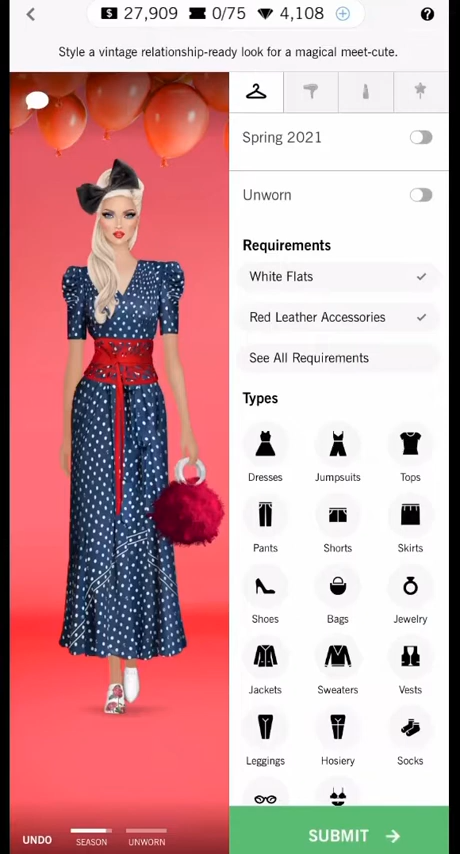 $ 27,909 0/75 4,108 ?
Style a vintage relationship-ready look for a magical meet-cute.
Spring 2021
Unworn
Requirements
White Flats
Red Leather Accessories
See All Requirements
Types
Dresses Jumpsuits Tops
Pants Shorts Skirts
Shoes Bags Jewelry
Jackets Sweaters Vests
Leggings Hosiery Socks
UNDO SEASON UNWORN
SUBMIT